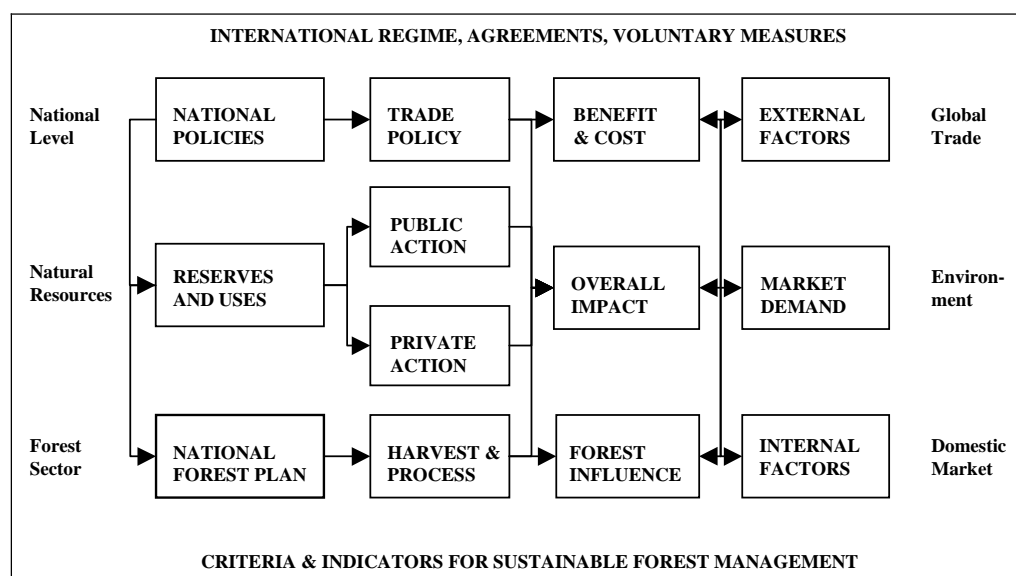 INTERNATIONAL REGIME, AGREEMENTS, VOLUNTARY MEASURES
National
Level
NATIONAL
POLICIES
TRADE
POLICY
BENEFIT
& COST
EXTERNAL
FACTORS
Global
Trade
PUBLIC
ACTION
Natural
Resources
RESERVES
AND USES
OVERALL
IMPACT
MARKET
DEMAND
Environ-
ment
PRIVATE
ACTION
Forest
Sector
NATIONAL
FOREST PLAN
HARVEST &
PROCESS
FOREST
INFLUENCE
INTERNAL
FACTORS
Domestic
Market
CRITERIA & INDICATORS FOR SUSTAINABLE FOREST MANAGEMENT